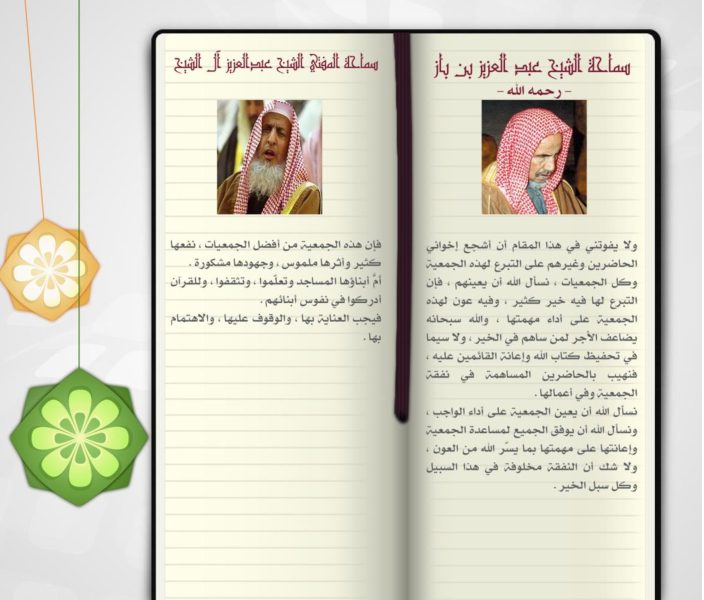 سماحة الشيخ عبد العزيز بن باز
- رحمه الله -
ولا يفوتني في هذا المقام أن أشجع إخواني
الحاضرين وغيرهم على التبرع لهذه الجمعية
وكل الجمعيات ، نسأل الله أن يعينهم ، فإن
التبرع لها فيه خير كثير ، وفيه عون لهذه
الجمعية على أداء مهمتها ، والله سبحانه
يضاعف الأجر لمن ساهم في الخير ، ولا سيما
في تحفيظ كتاب الله وإعانة القائمين عليه ،
فنهيب بالحاضرين المساهمة في نفقة
الجمعية وفي أعمالها .
نسأل الله أن يعين الجمعية على أداء الواجب ،
ونسأل الله أن يوفق الجميع لمساعدة الجمعية
وإعانتها على مهمتها بما يسّر الله من العون ،
ولا شك أن النفقة مخلوفة في هذا السبيل
وكل سبل الخير .
سماحة المفتي الشيخ عبدالعزيز آل الشيخ
فإن هذه الجمعية من أفضل الجمعيات ، نفعها
كثير وأثرها ملموس ، وجهودها مشكورة .
أمَّ أبناؤها المساجد وتعلّموا ، وتثقفوا ، وللقرآن
أدركوا في نفوس أبنائهم .
فيجب العناية بها ، والوقوف عليها ، والاهتمام
بها .